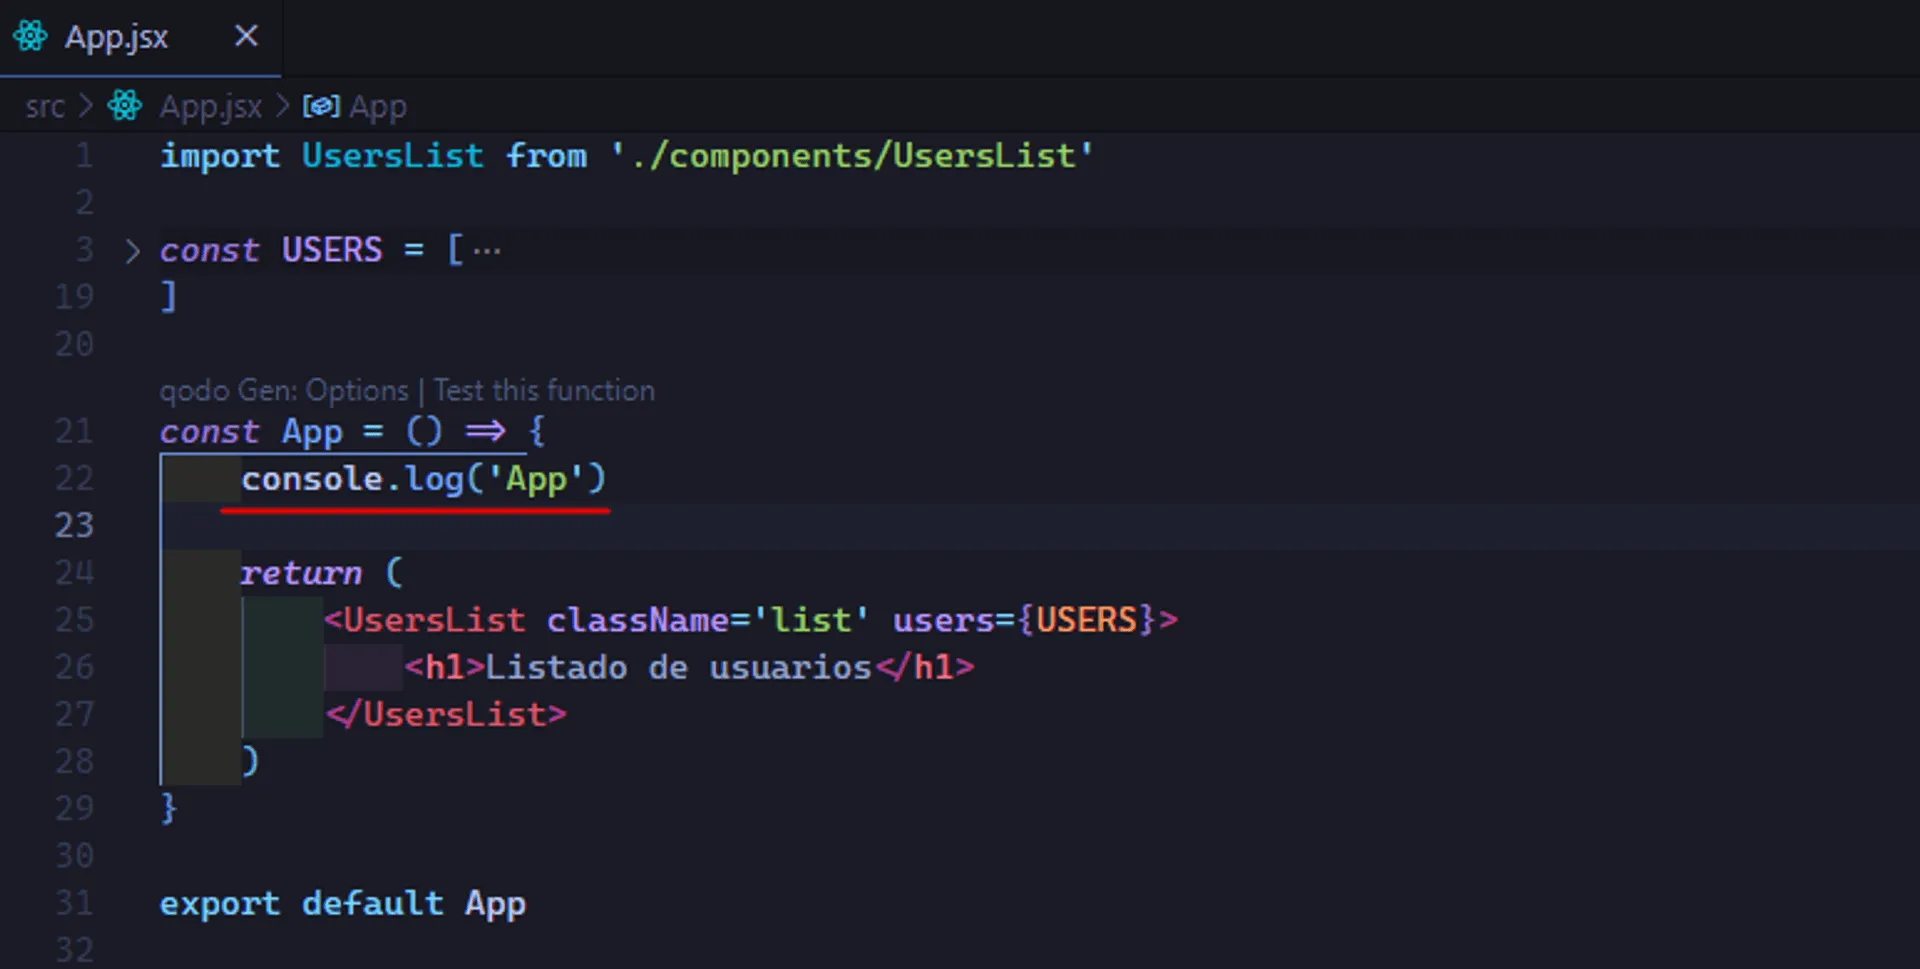 App.jsx ×
src > App.jsx > App
1 import UsersList from './components/UsersList'
2
3 > const USERS = [ ···
19 ]
20
qodo Gen: Options | Test this function
21 const App = () => {
22 console.log('App')
23
24 return (
25 <UsersList className='list' users={USERS}>
26 <h1>Listado de usuarios</h1>
27 </UsersList>
28 )
29 }
30
31 export default App
32